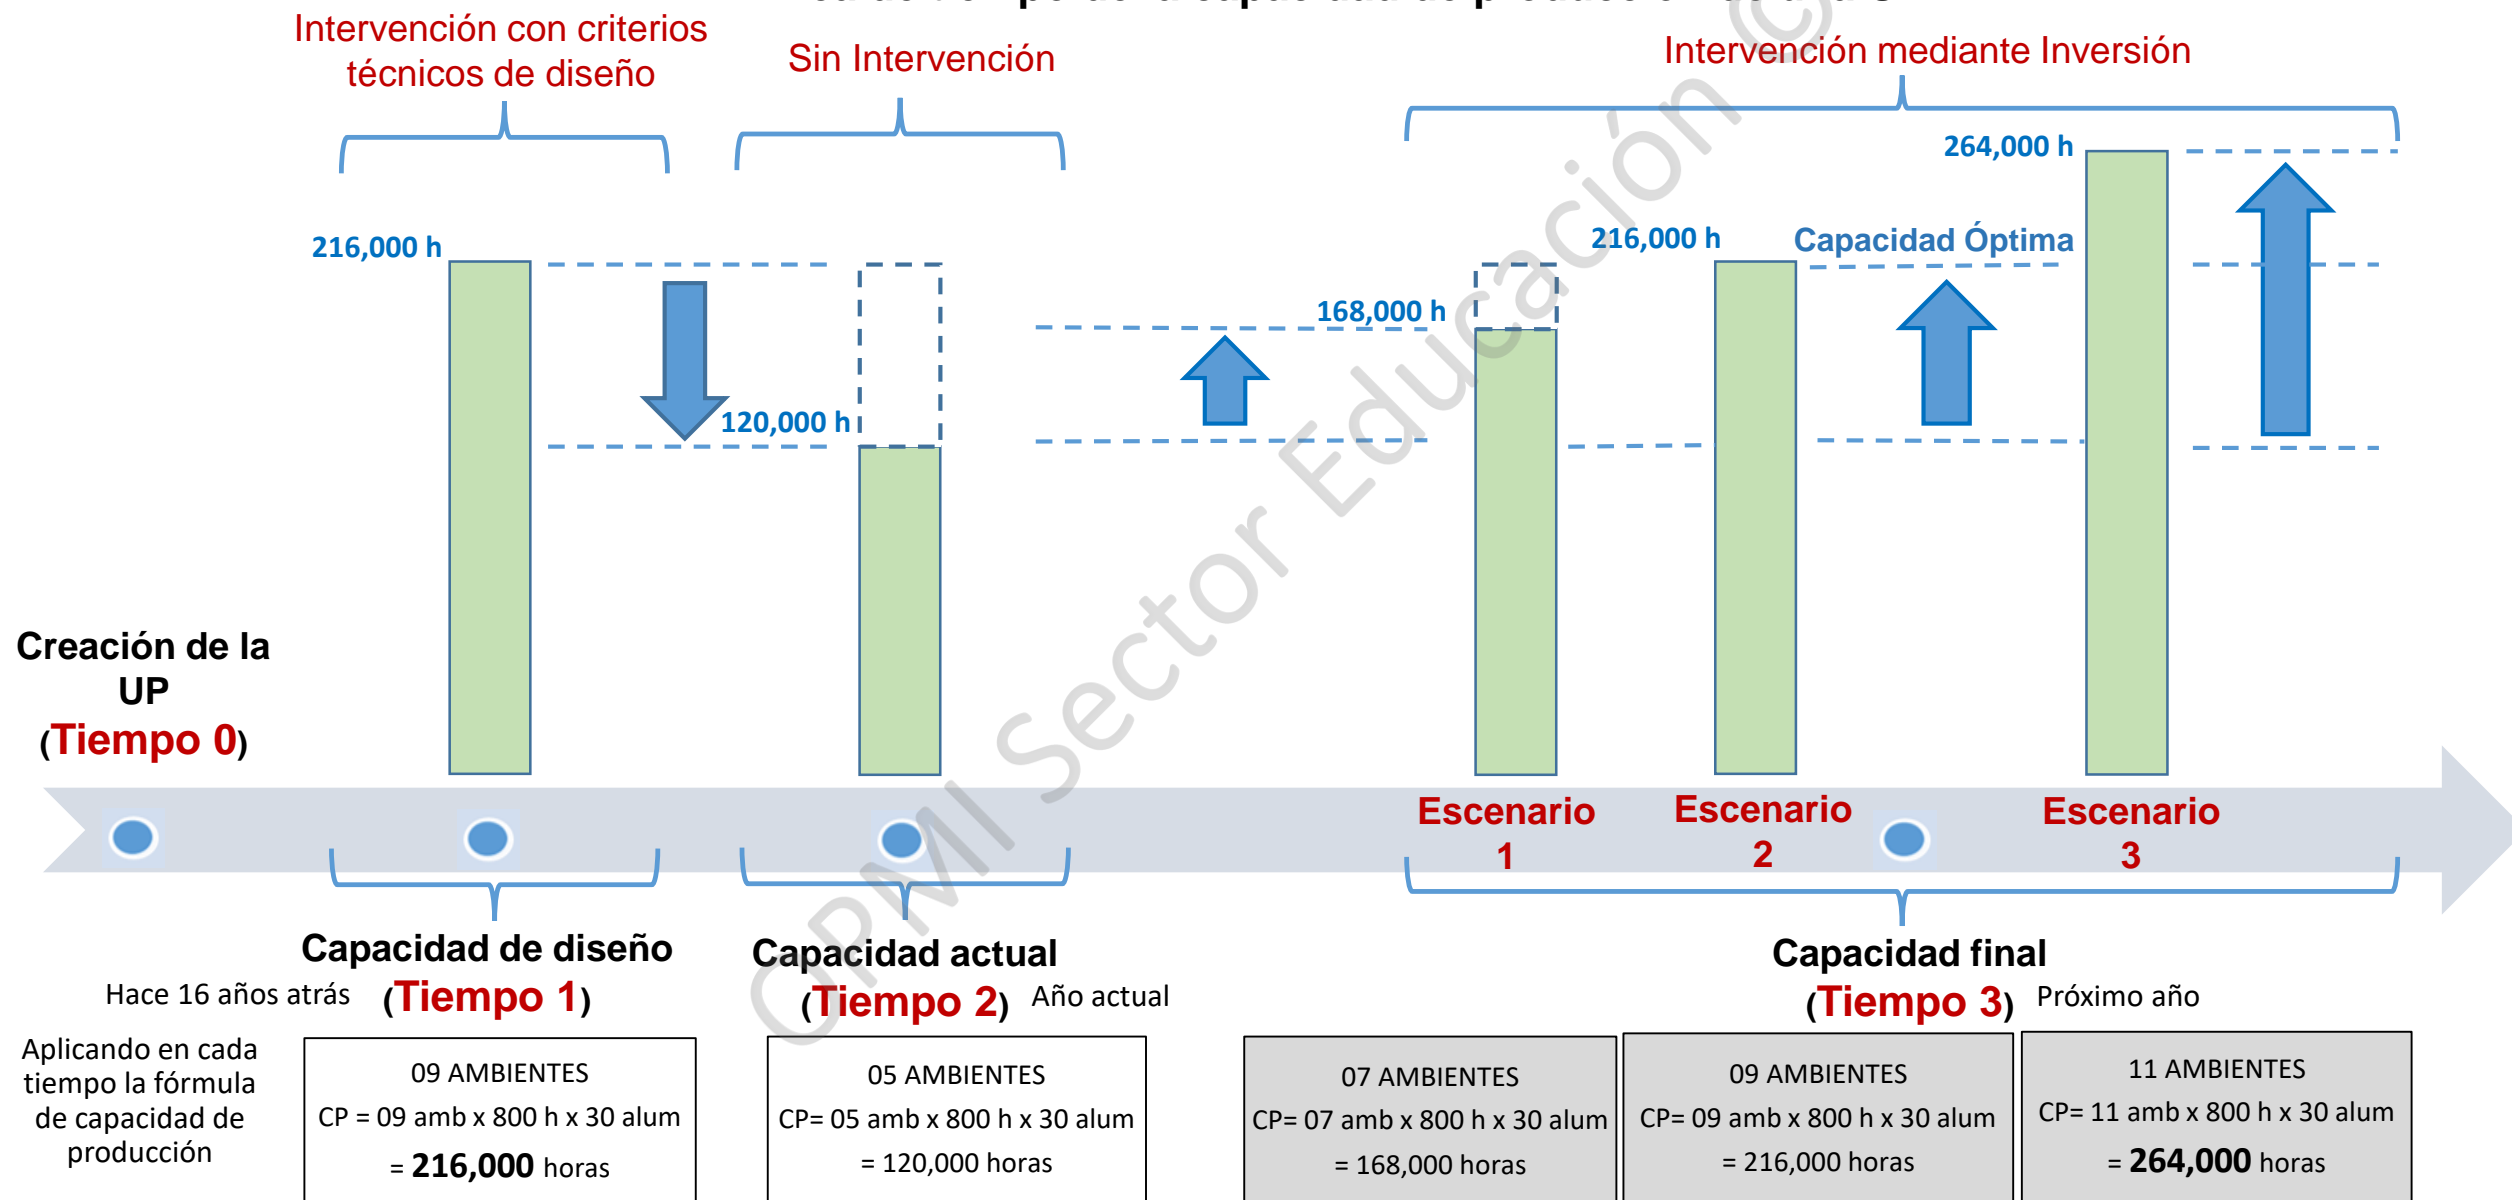 Intervención con criterios
técnicos de diseño
Sin Intervención
Intervención mediante Inversión
264,000 h
216,000 h
216,000 h
Capacidad Óptima
168,000 h
120,000 h
Creación de la
UP
(Tiempo 0)
Escenario
1
Escenario
2
Escenario
3
Capacidad de diseño
(Tiempo 1)
Hace 16 años atrás
Capacidad actual
(Tiempo 2)
Año actual
Capacidad final
(Tiempo 3)
Próximo año
Aplicando en cada
tiempo la fórmula
de capacidad de
producción
09 AMBIENTES
CP = 09 amb x 800 h x 30 alum
= 216,000 horas
05 AMBIENTES
CP= 05 amb x 800 h x 30 alum
= 120,000 horas
07 AMBIENTES
CP= 07 amb x 800 h x 30 alum
= 168,000 horas
09 AMBIENTES
CP= 09 amb x 800 h x 30 alum
= 216,000 horas
11 AMBIENTES
CP= 11 amb x 800 h x 30 alum
= 264,000 horas
OPMI Sector Educación ©